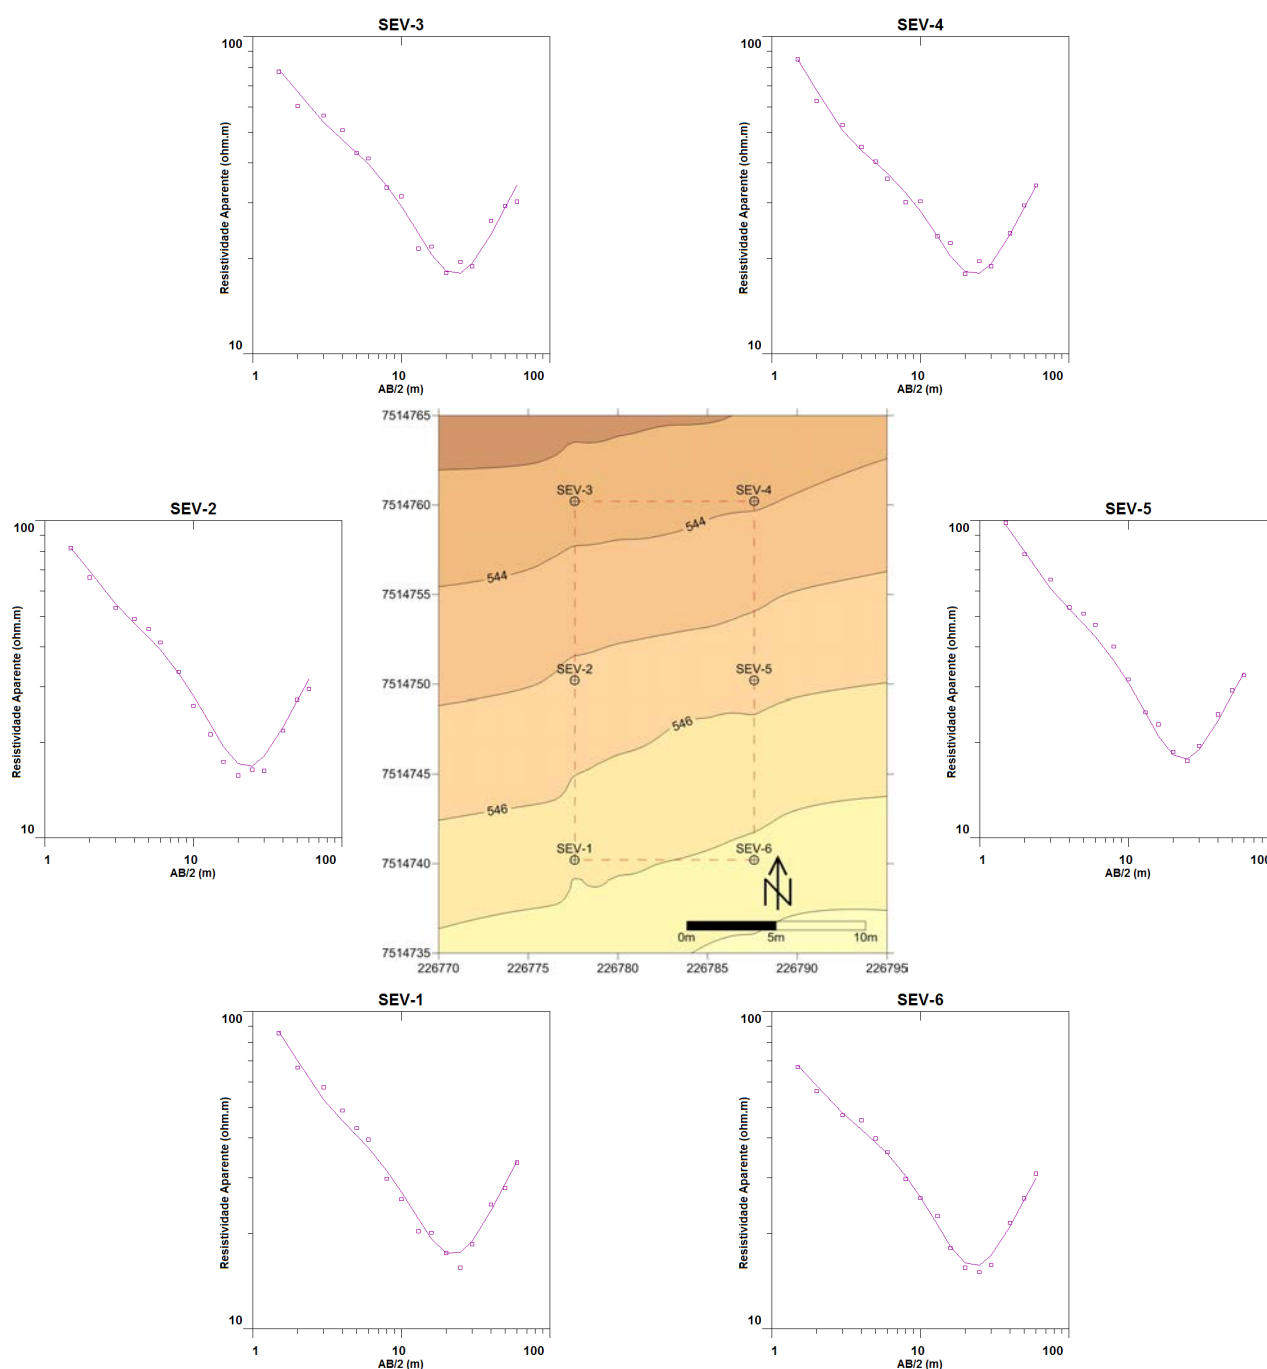 SEV-3
100
Resistividade Aparente (ohm.m)
10
1 10 100
AB/2 (m)
SEV-4
100
Resistividade Aparente (ohm.m)
10
1 10 100
AB/2 (m)
SEV-2
100
Resistividade Aparente (ohm.m)
10
1 10 100
AB/2 (m)
7514765
7514760
7514755
7514750
7514745
7514740
7514735
226770 226775 226780 226785 226790 226795
SEV-3 SEV-4
544
544
SEV-2 SEV-5
546
546
SEV-1 SEV-6
N
0m 5m 10m
SEV-5
100
Resistividade Aparente (ohm.m)
10
1 10 100
AB/2 (m)
SEV-1
100
Resistividade Aparente (ohm.m)
10
1 10 100
AB/2 (m)
SEV-6
100
Resistividade Aparente (ohm.m)
10
1 10 100
AB/2 (m)